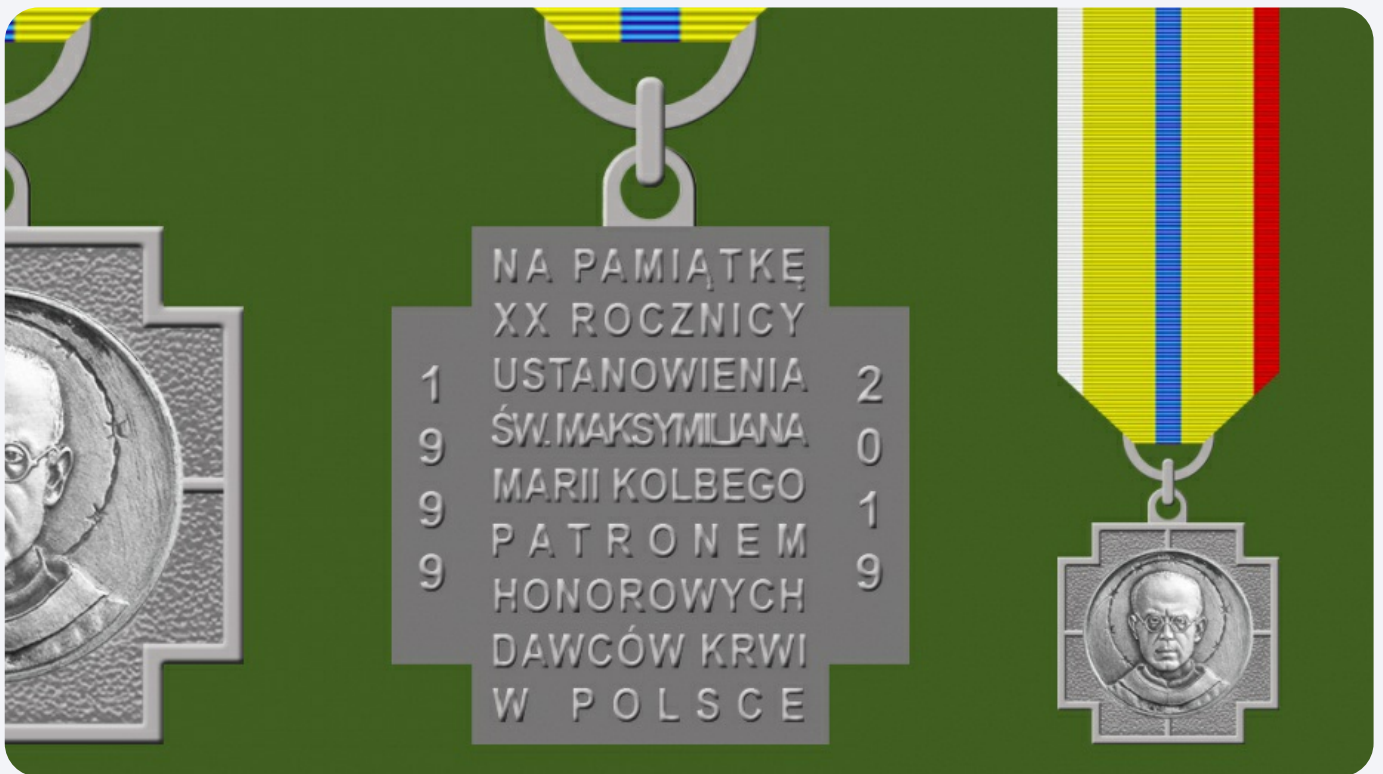 NA PAMIĄTKĘ
XX ROCZNICY
USTANOWIENIA
ŚW. MAKSYMILIANA
MARII KOLBEGO
PATRONEM
HONOROWYCH
DAWCÓW KRWI
W POLSCE
1999
2019